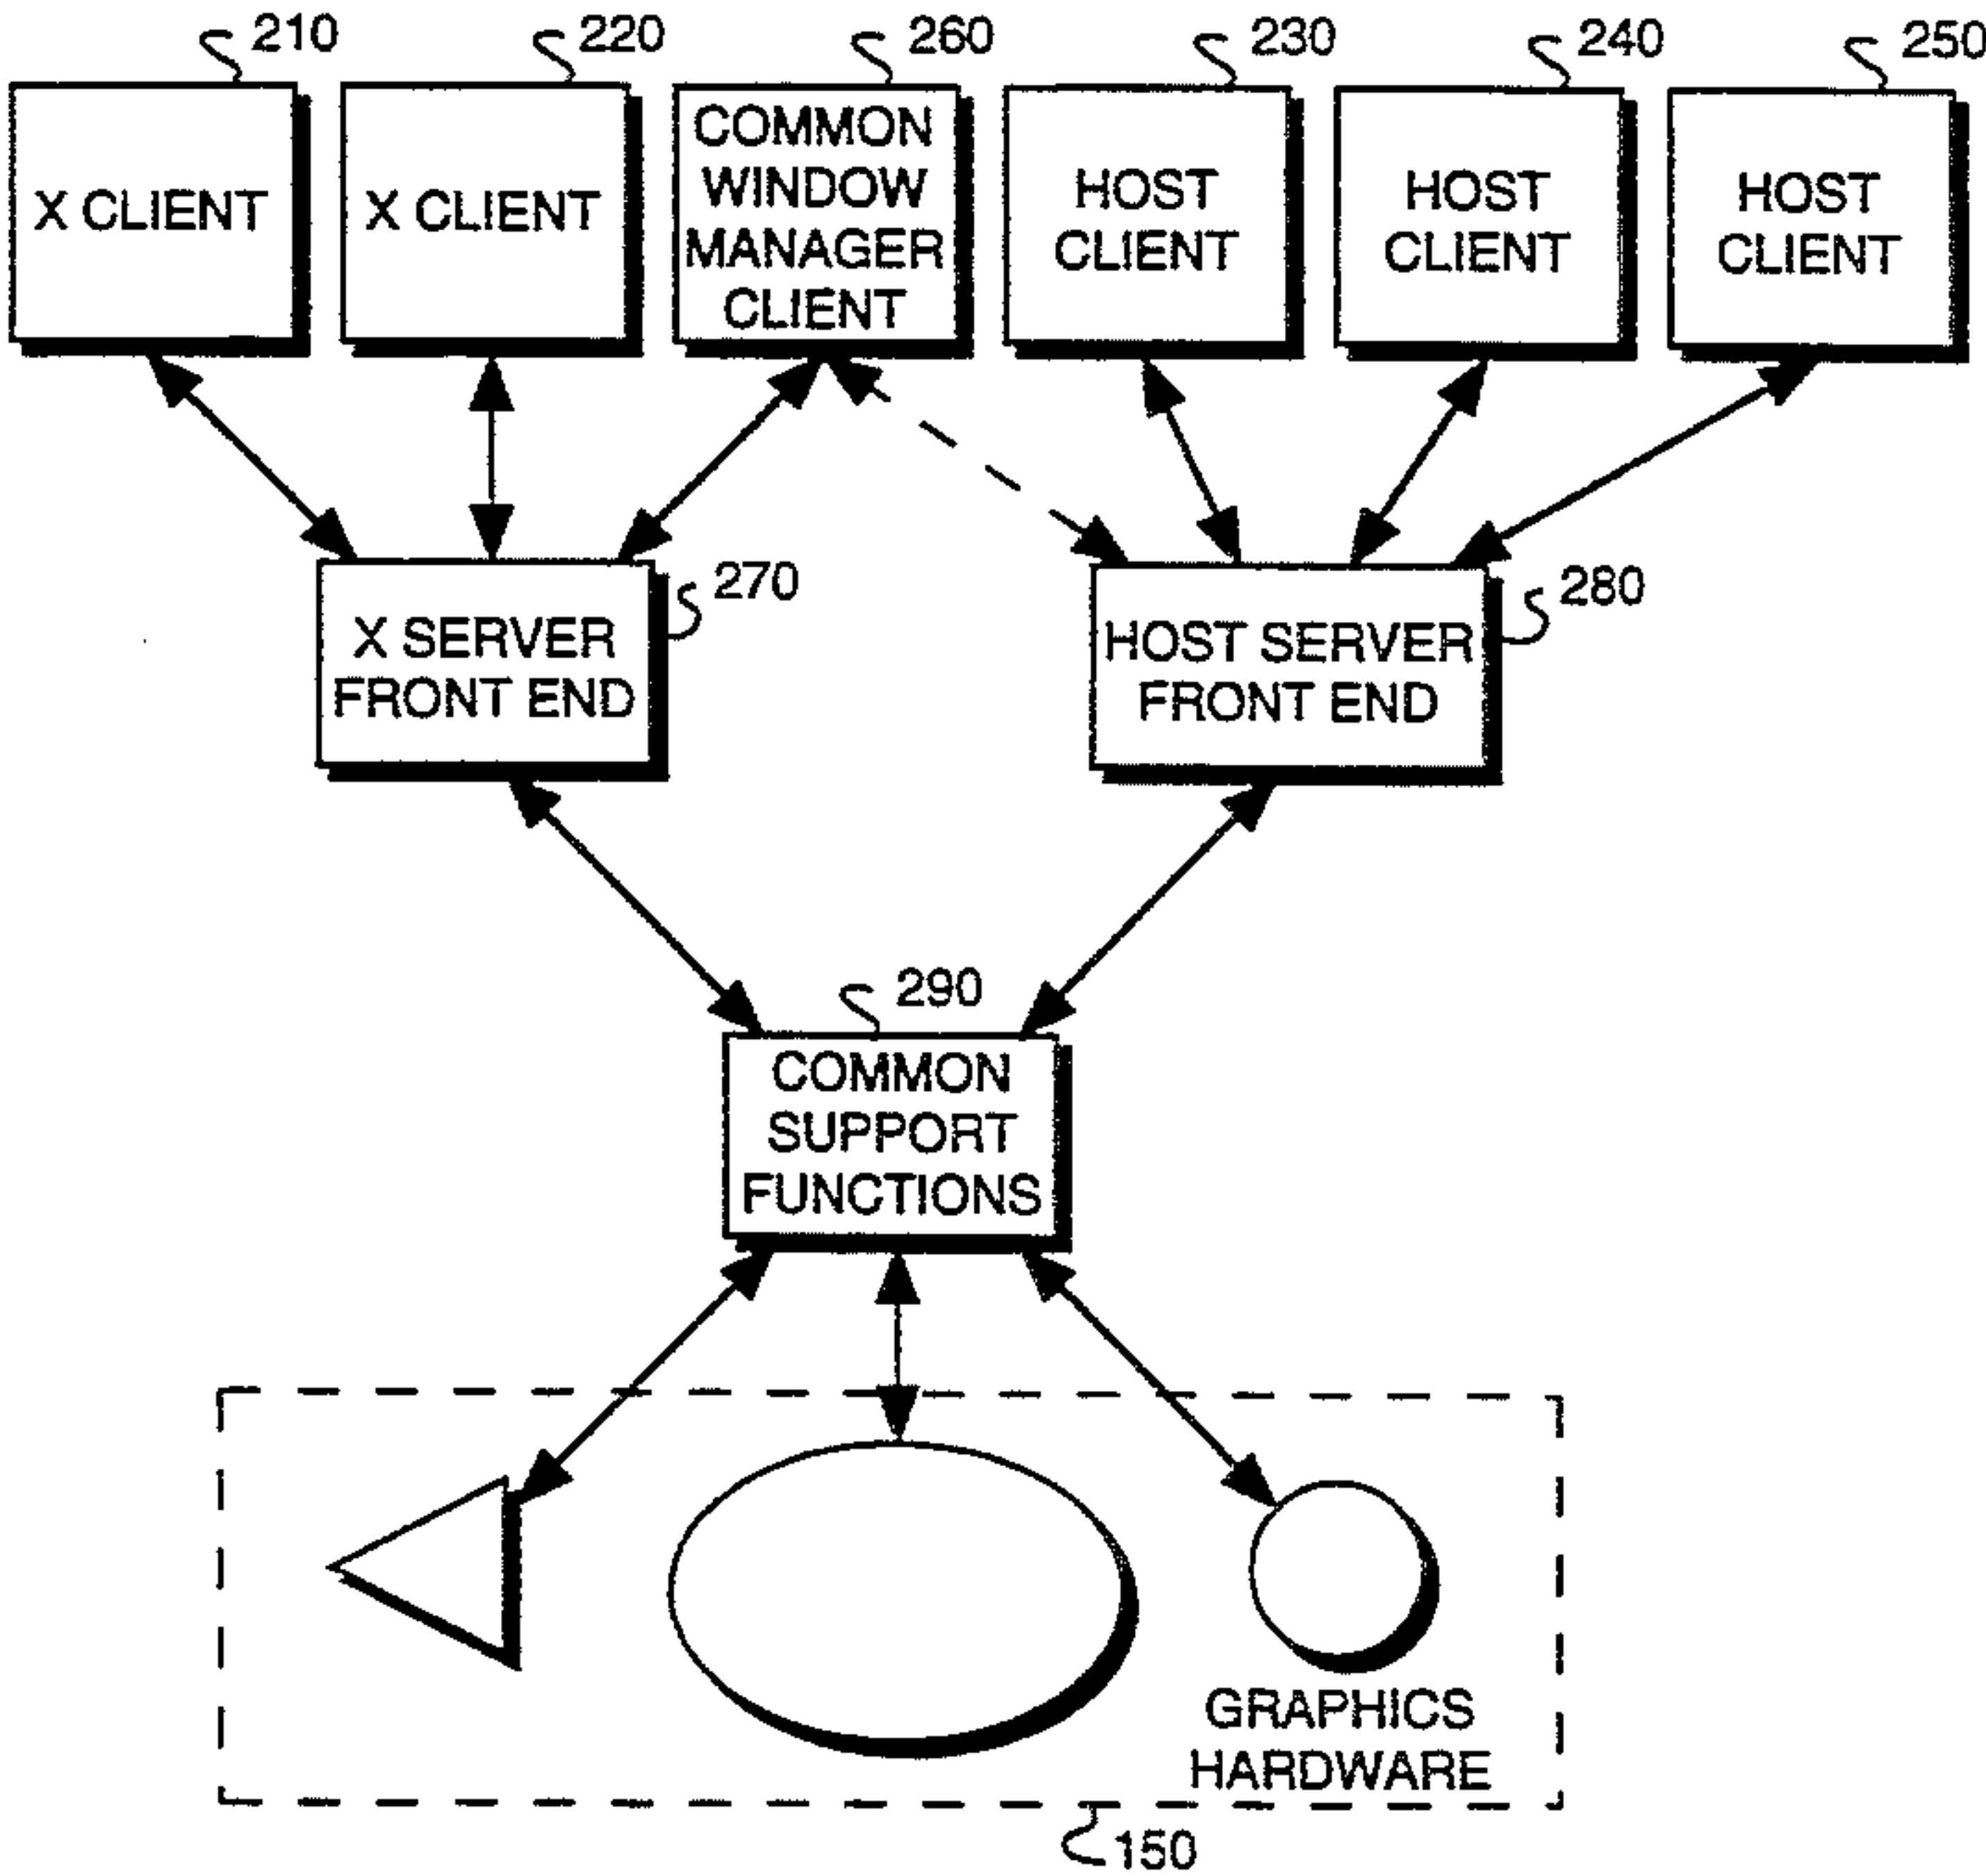 210
220
260
230
240
250
X CLIENT
X CLIENT
COMMON
WINDOW
MANAGER
CLIENT
HOST
CLIENT
HOST
CLIENT
HOST
CLIENT
270
280
X SERVER
FRONT END
HOST SERVER
FRONT END
290
COMMON
SUPPORT
FUNCTIONS
GRAPHICS
HARDWARE
150